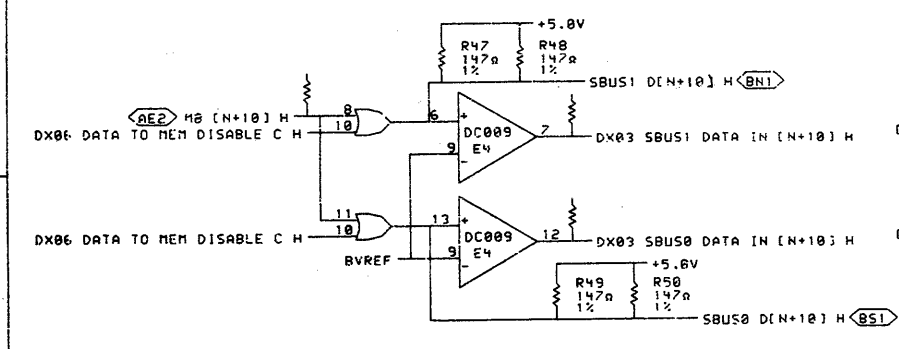 +5.0V
R47 R48
147Ω 147Ω
1% 1%
SBUS1 D[N+10] H BN1
AE2 MB [N+10] H 8 6 7
DX06 DATA TO MEM DISABLE C H 10 DC009 DX03 SBUS1 DATA IN [N+10] H
E4
9
+
-
11 13 12
DX06 DATA TO MEM DISABLE C H 10 DC009 DX03 SBUS0 DATA IN [N+10] H
BVREF 9 E4
+
-
+5.0V
R49 R50
147Ω 147Ω
1% 1%
SBUS0 D[N+10] H BS1